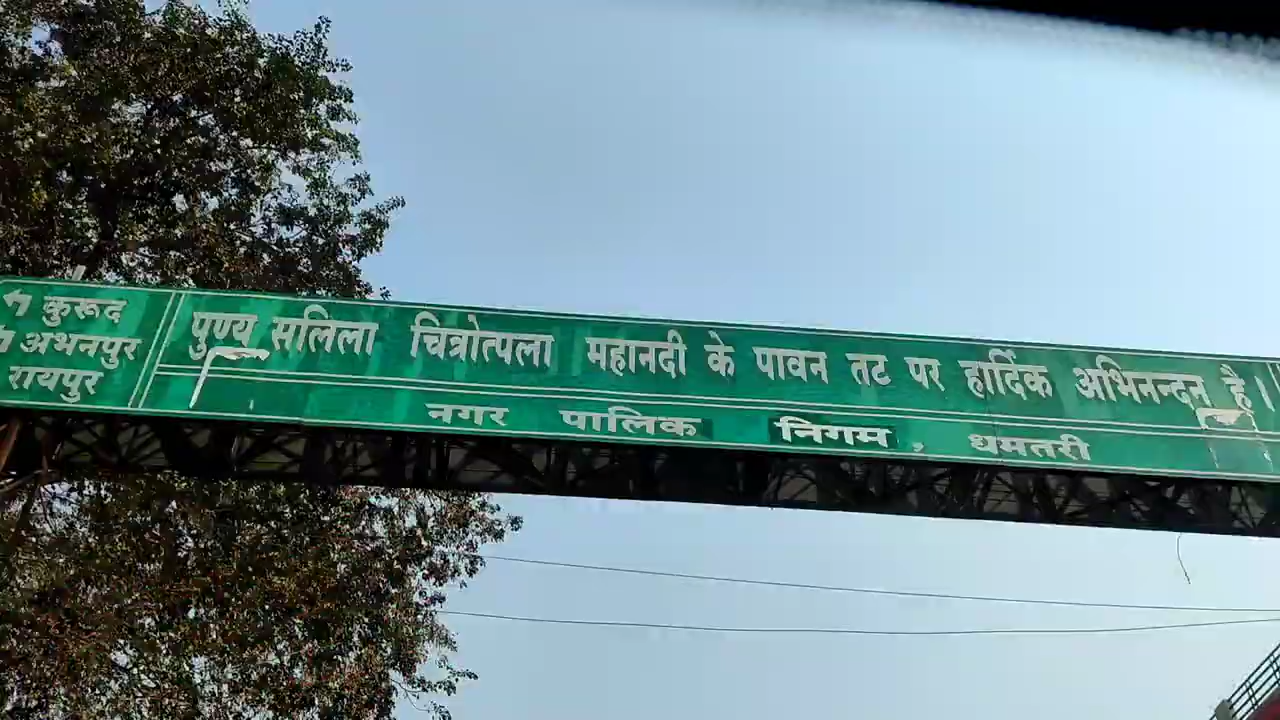 कुरूद
अभनपुर
रायपुर
पुण्य सलिला चित्रोत्पला महानदी के पावन तट पर हार्दिक अभिनन्दन है।
नगर पालिक निगम, धमतरी